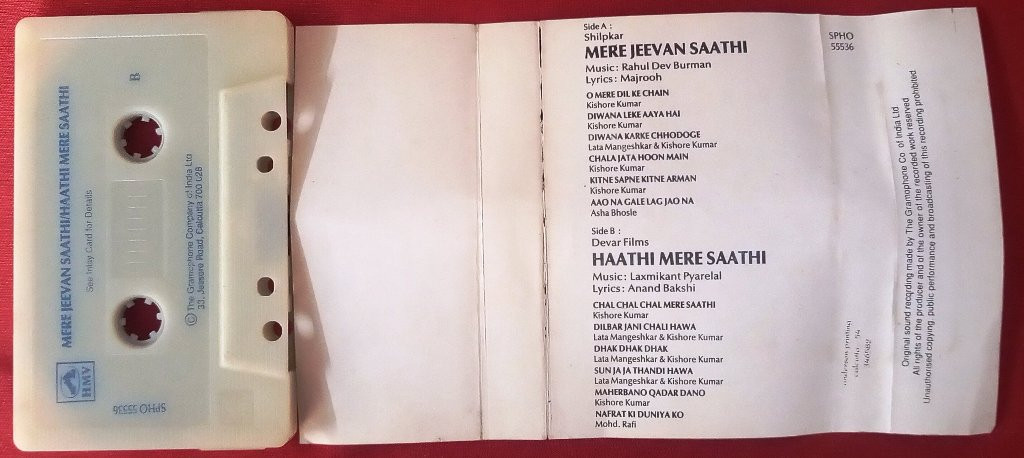 B
MERE JEEVAN SAATHI/HAATHI MERE SAATHI
See Inlay Card for Details
© The Gramophone Company of India Ltd
33, Jessore Road, Calcutta 700 028
HMV
SPHO 55536
Side A :
Shilpkar
MERE JEEVAN SAATHI
Music : Rahul Dev Burman
Lyrics : Majrooh
O MERE DIL KE CHAIN
Kishore Kumar
DIWANA LEKE AAYA HAI
Kishore Kumar
DIWANA KARKE CHHODOGE
Lata Mangeshkar & Kishore Kumar
CHALA JATA HOON MAIN
Kishore Kumar
KITNE SAPNE KITNE ARMAN
Kishore Kumar
AAO NA GALE LAG JAO NA
Asha Bhosle
Side B :
Devar Films
HAATHI MERE SAATHI
Music : Laxmikant Pyarelal
Lyrics : Anand Bakshi
CHAL CHAL CHAL MERE SAATHI
Kishore Kumar
DILBAR JANI CHALI HAWA
Lata Mangeshkar & Kishore Kumar
DHAK DHAK DHAK
Lata Mangeshkar & Kishore Kumar
SUN JA JA THANDI HAWA
Lata Mangeshkar & Kishore Kumar
MAHERBANO QADAR DANO
Kishore Kumar
NAFRAT KI DUNIYA KO
Mohd. Rafi
SPHO
55536
Original sound recording made by The Gramophone Co of India Ltd
All rights of the producer and of the owner of the recorded work reserved
Unauthorised copying, public performance and broadcasting of this recording prohibited
printing